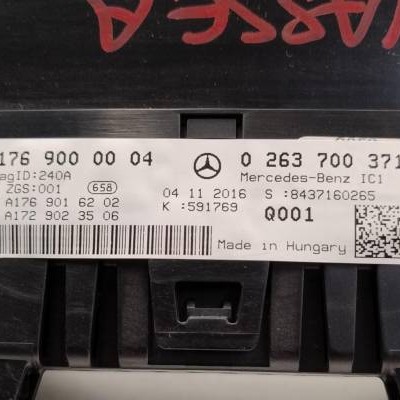 KLASSE A
176 900 00 04
0 263 700 371
agID:240A
Mercedes-Benz IC1
ZGS:001
658
04 11 2016
S :8437160265
A176 901 62 02
K :591769
Q001
A172 902 35 06
Made in Hungary